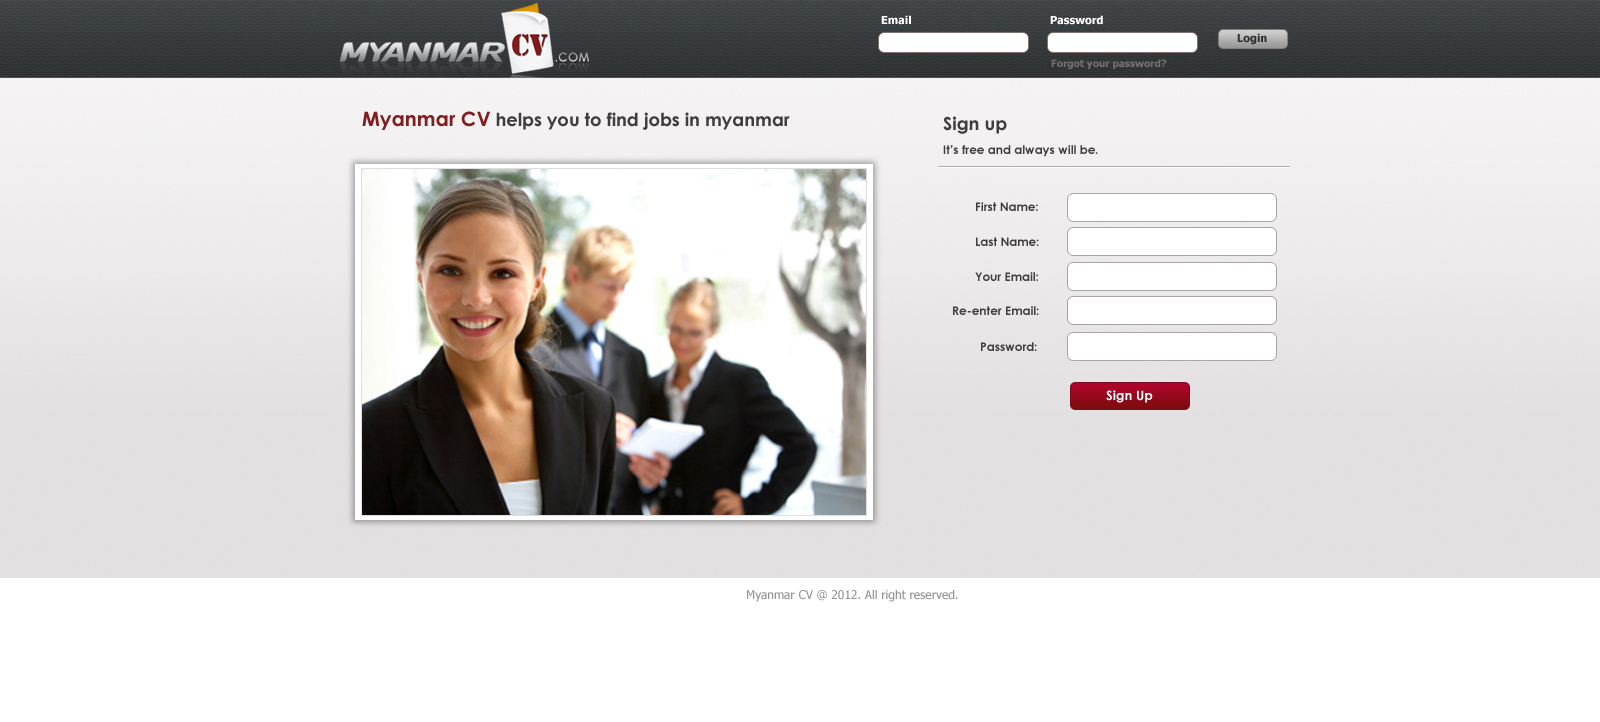 MYANMAR CV .COM
Email
Password
Login
Forgot your password?
Myanmar CV helps you to find jobs in myanmar
Sign up
It's free and always will be.
First Name:
Last Name:
Your Email:
Re-enter Email:
Password:
Sign Up
Myanmar CV @ 2012. All right reserved.